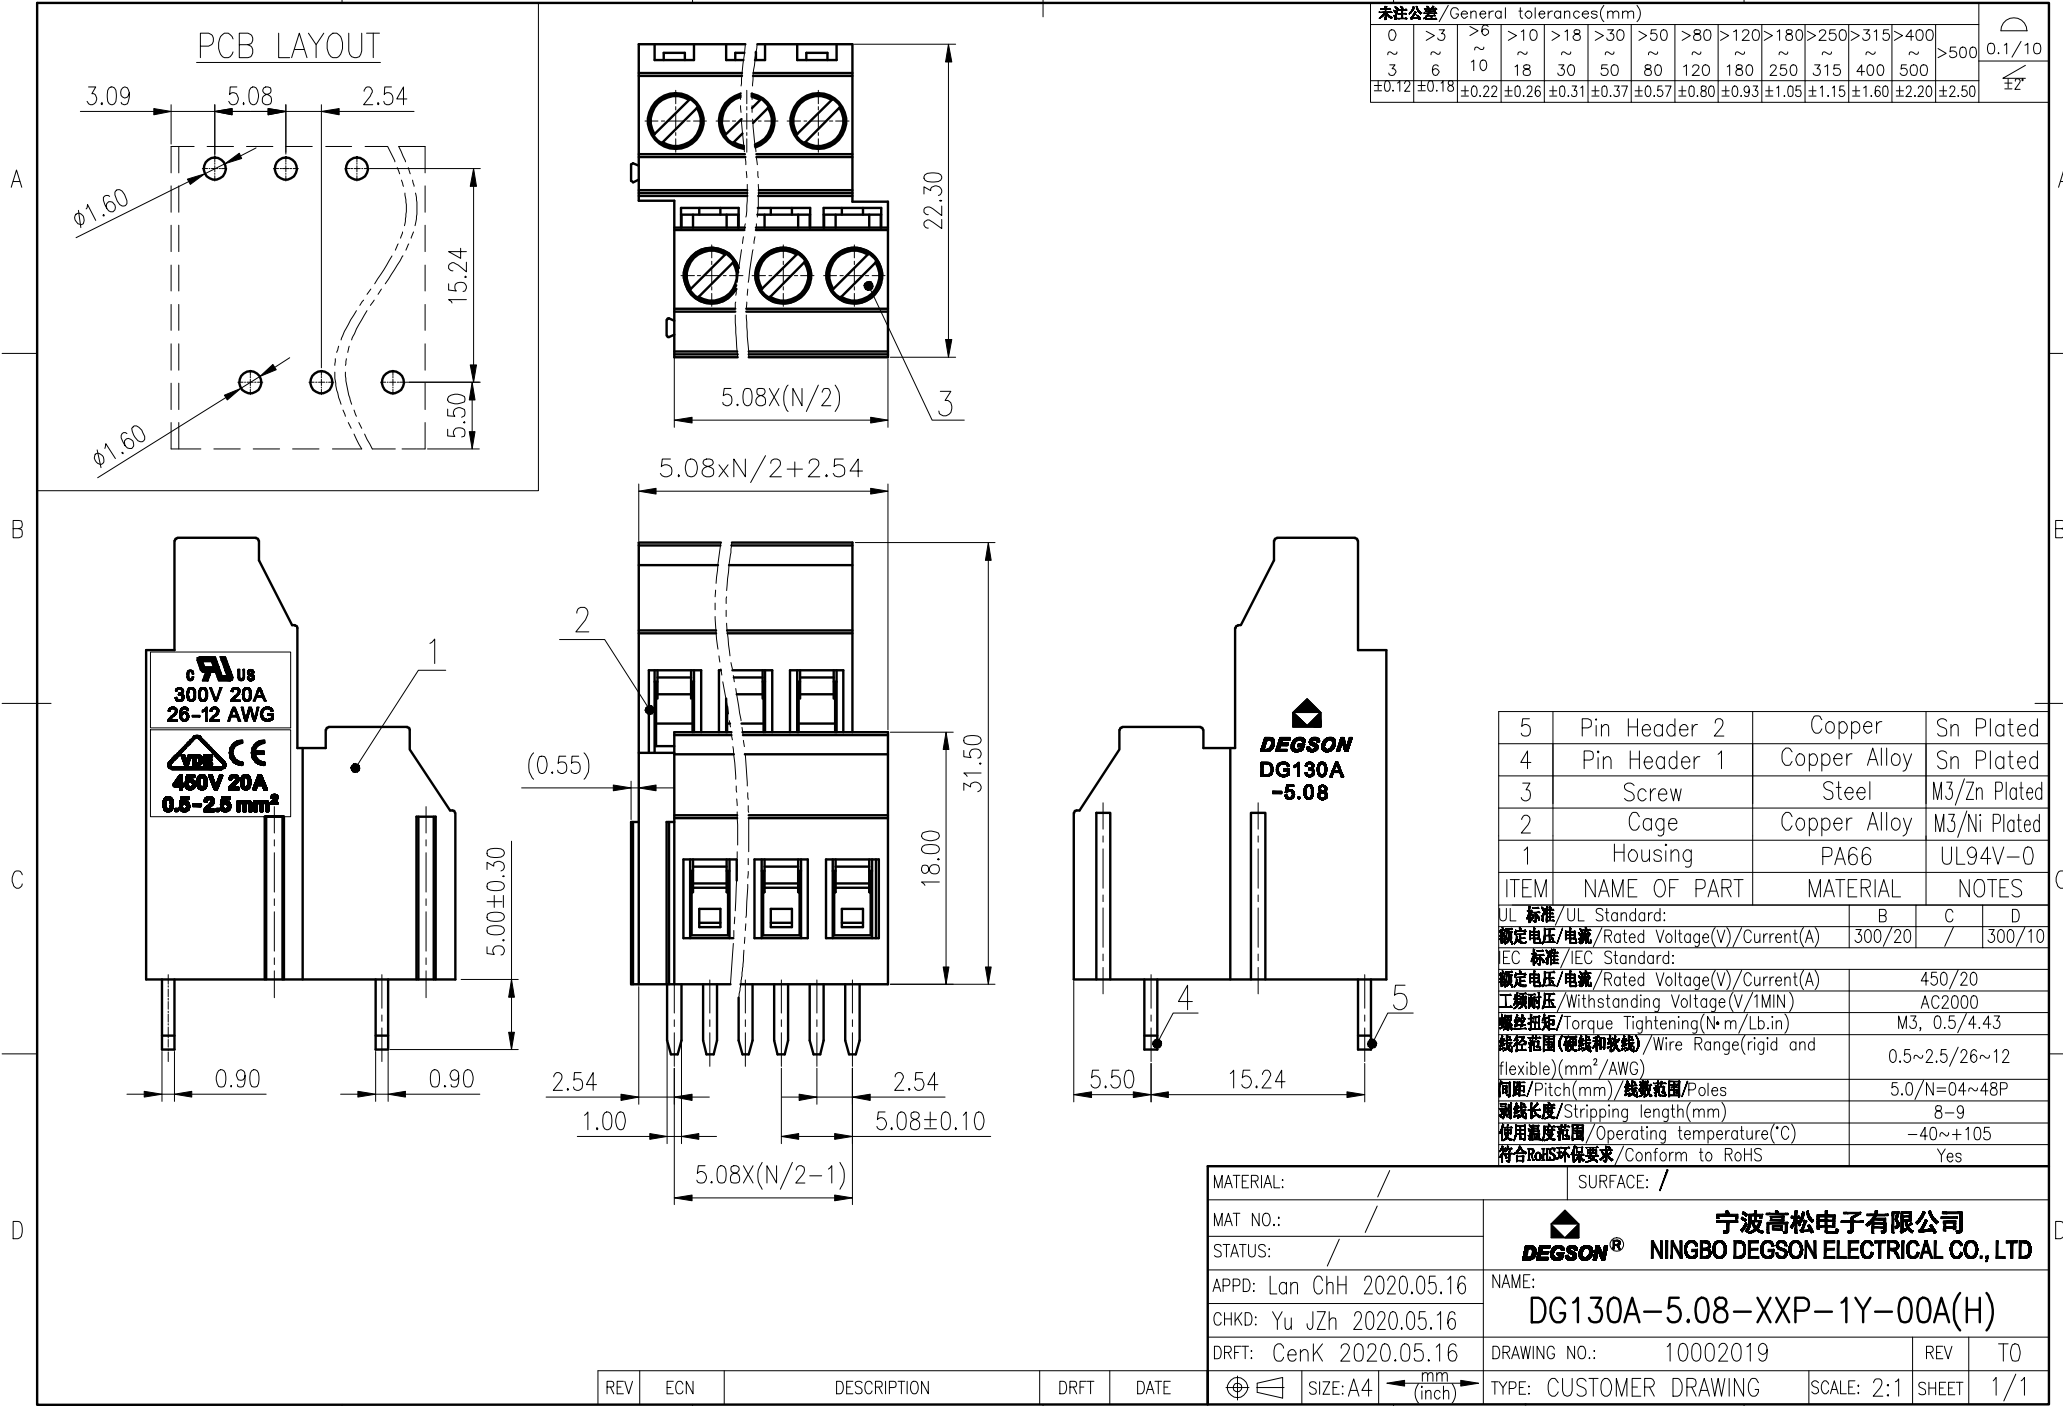 PCB LAYOUT
3.09
5.08
2.54
ø1.60
ø1.60
15.24
5.50
22.30
5.08X(N/2)
3
未注公差/General tolerances(mm)
0 ~ 3 >3 ~ 6 >6 ~ 10 >10 ~ 18 >18 ~ 30 >30 ~ 50 >50 ~ 80 >80 ~ 120 >120 ~ 180 >180 ~ 250 >250 ~ 315 >315 ~ 400 >400 ~ 500 >500
±0.12 ±0.18 ±0.22 ±0.26 ±0.31 ±0.37 ±0.57 ±0.80 ±0.93 ±1.05 ±1.15 ±1.60 ±2.20 ±2.50
0.1/10
±2°
A
A
B
B
C
C
D
D
c RU US
300V 20A
26-12 AWG
VDE CE
450V 20A
0.5-2.5 mm²
1
5.00±0.30
0.90
0.90
5.08xN/2+2.54
2
(0.55)
31.50
18.00
2.54
2.54
1.00
5.08±0.10
5.08X(N/2-1)
DEGSON
DG130A
-5.08
4
5
5.50
15.24
5 Pin Header 2 Copper Sn Plated
4 Pin Header 1 Copper Alloy Sn Plated
3 Screw Steel M3/Zn Plated
2 Cage Copper Alloy M3/Ni Plated
1 Housing PA66 UL94V-0
ITEM NAME OF PART MATERIAL NOTES
UL 标准/UL Standard: B C D
额定电压/电流/Rated Voltage(V)/Current(A) 300/20 / 300/10
IEC 标准/IEC Standard:
额定电压/电流/Rated Voltage(V)/Current(A) 450/20
工频耐压/Withstanding Voltage(V/1MIN) AC2000
螺丝扭矩/Torque Tightening(N•m/Lb.in) M3, 0.5/4.43
线径范围(硬线和软线)/Wire Range(rigid and
flexible)(mm²/AWG) 0.5~2.5/26~12
间距/Pitch(mm)/线数范围/Poles 5.0/N=04~48P
剥线长度/Stripping length(mm) 8-9
使用温度范围/Operating temperature(°C) -40~+105
符合RoHS环保要求/Conform to RoHS Yes
MATERIAL: / SURFACE: /
MAT NO.: /
STATUS: /
DEGSON® 宁波高松电子有限公司
NINGBO DEGSON ELECTRICAL CO., LTD
APPD: Lan ChH 2020.05.16
CHKD: Yu JZh 2020.05.16
DRFT: CenK 2020.05.16
NAME:
DG130A-5.08-XXP-1Y-00A(H)
DRAWING NO.: 10002019 REV T0
SIZE: A4 mm (inch) TYPE: CUSTOMER DRAWING SCALE: 2:1 SHEET 1/1
REV ECN DESCRIPTION DRFT DATE